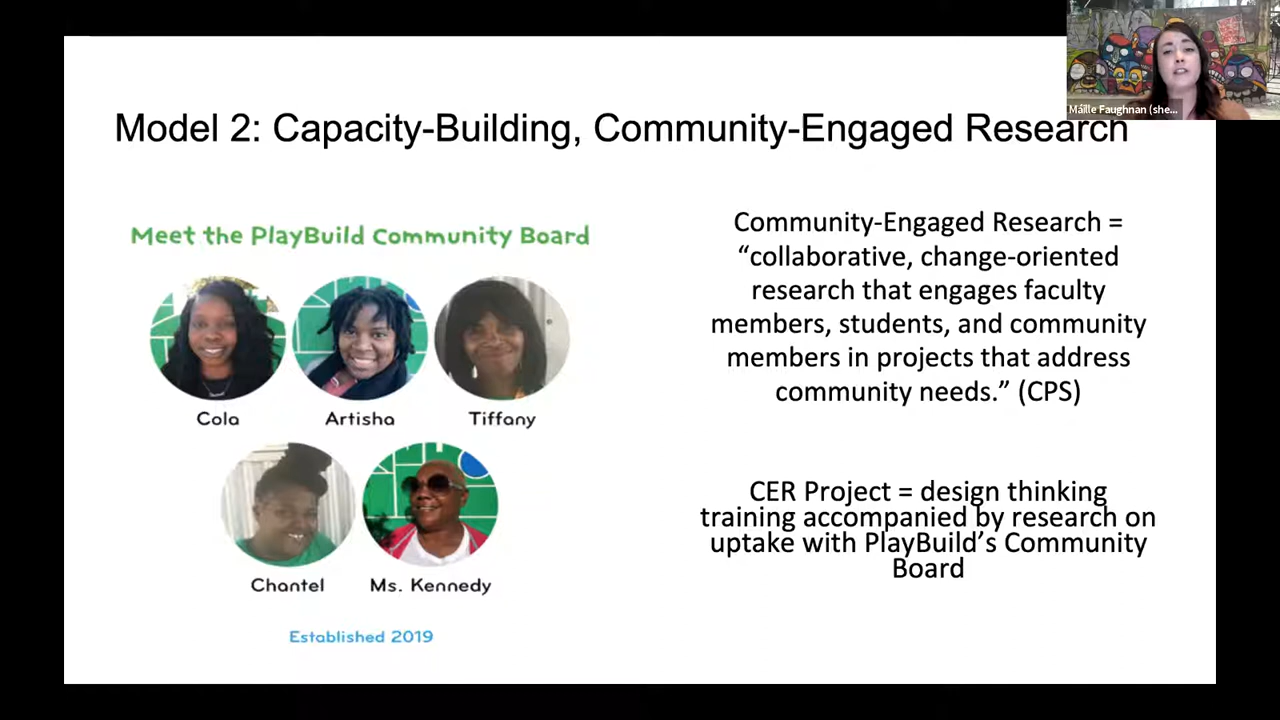 Máille Faughnan (she...
Model 2: Capacity-Building, Community-Engaged Research
Meet the PlayBuild Community Board
Cola
Artisha
Tiffany
Chantel
Ms. Kennedy
Established 2019
Community-Engaged Research =
“collaborative, change-oriented
research that engages faculty
members, students, and community
members in projects that address
community needs.” (CPS)
CER Project = design thinking
training accompanied by research on
uptake with PlayBuild’s Community
Board